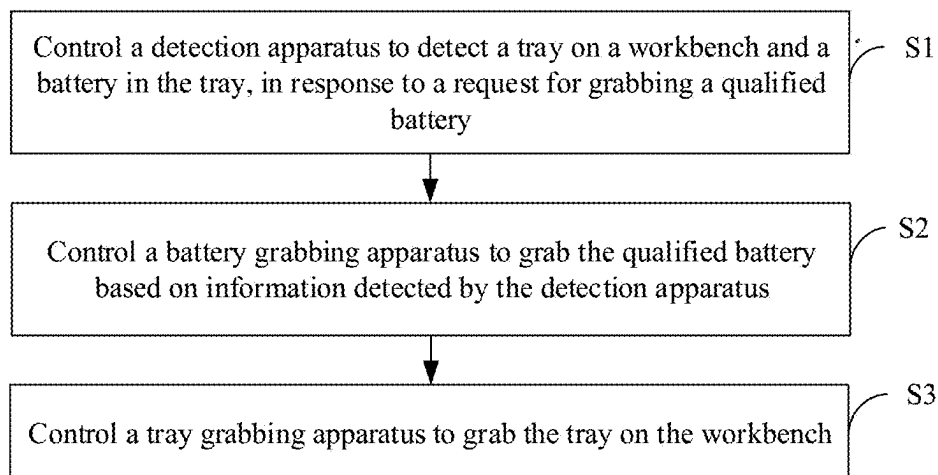 Control a detection apparatus to detect a tray on a workbench and a
battery in the tray, in response to a request for grabbing a qualified
battery
S1
Control a battery grabbing apparatus to grab the qualified battery
based on information detected by the detection apparatus
S2
Control a tray grabbing apparatus to grab the tray on the workbench
S3